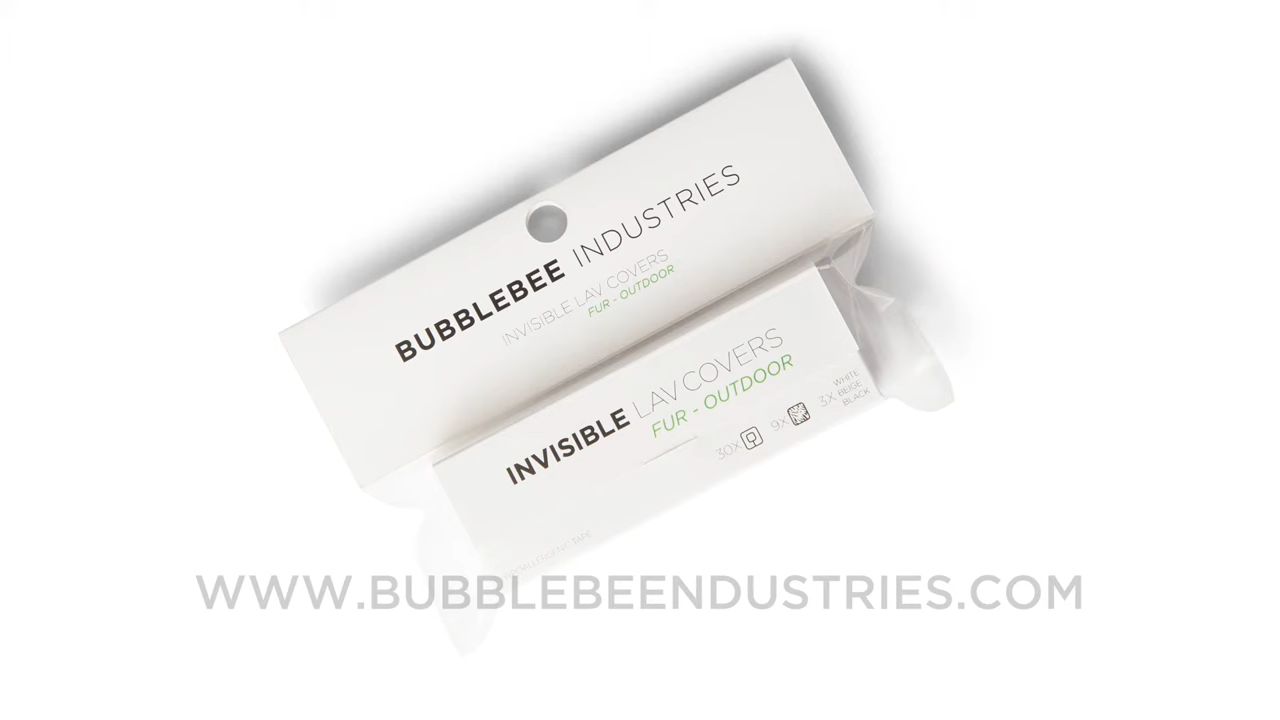 BUBBLEBEE INDUSTRIES
INVISIBLE LAV COVERS
FUR - OUTDOOR
INVISIBLE LAV COVERS
FUR - OUTDOOR
30X 9X 3X WHITE
BEIGE
BLACK
TAPE
WWW.BUBBLEBEENDUSTRIES.COM